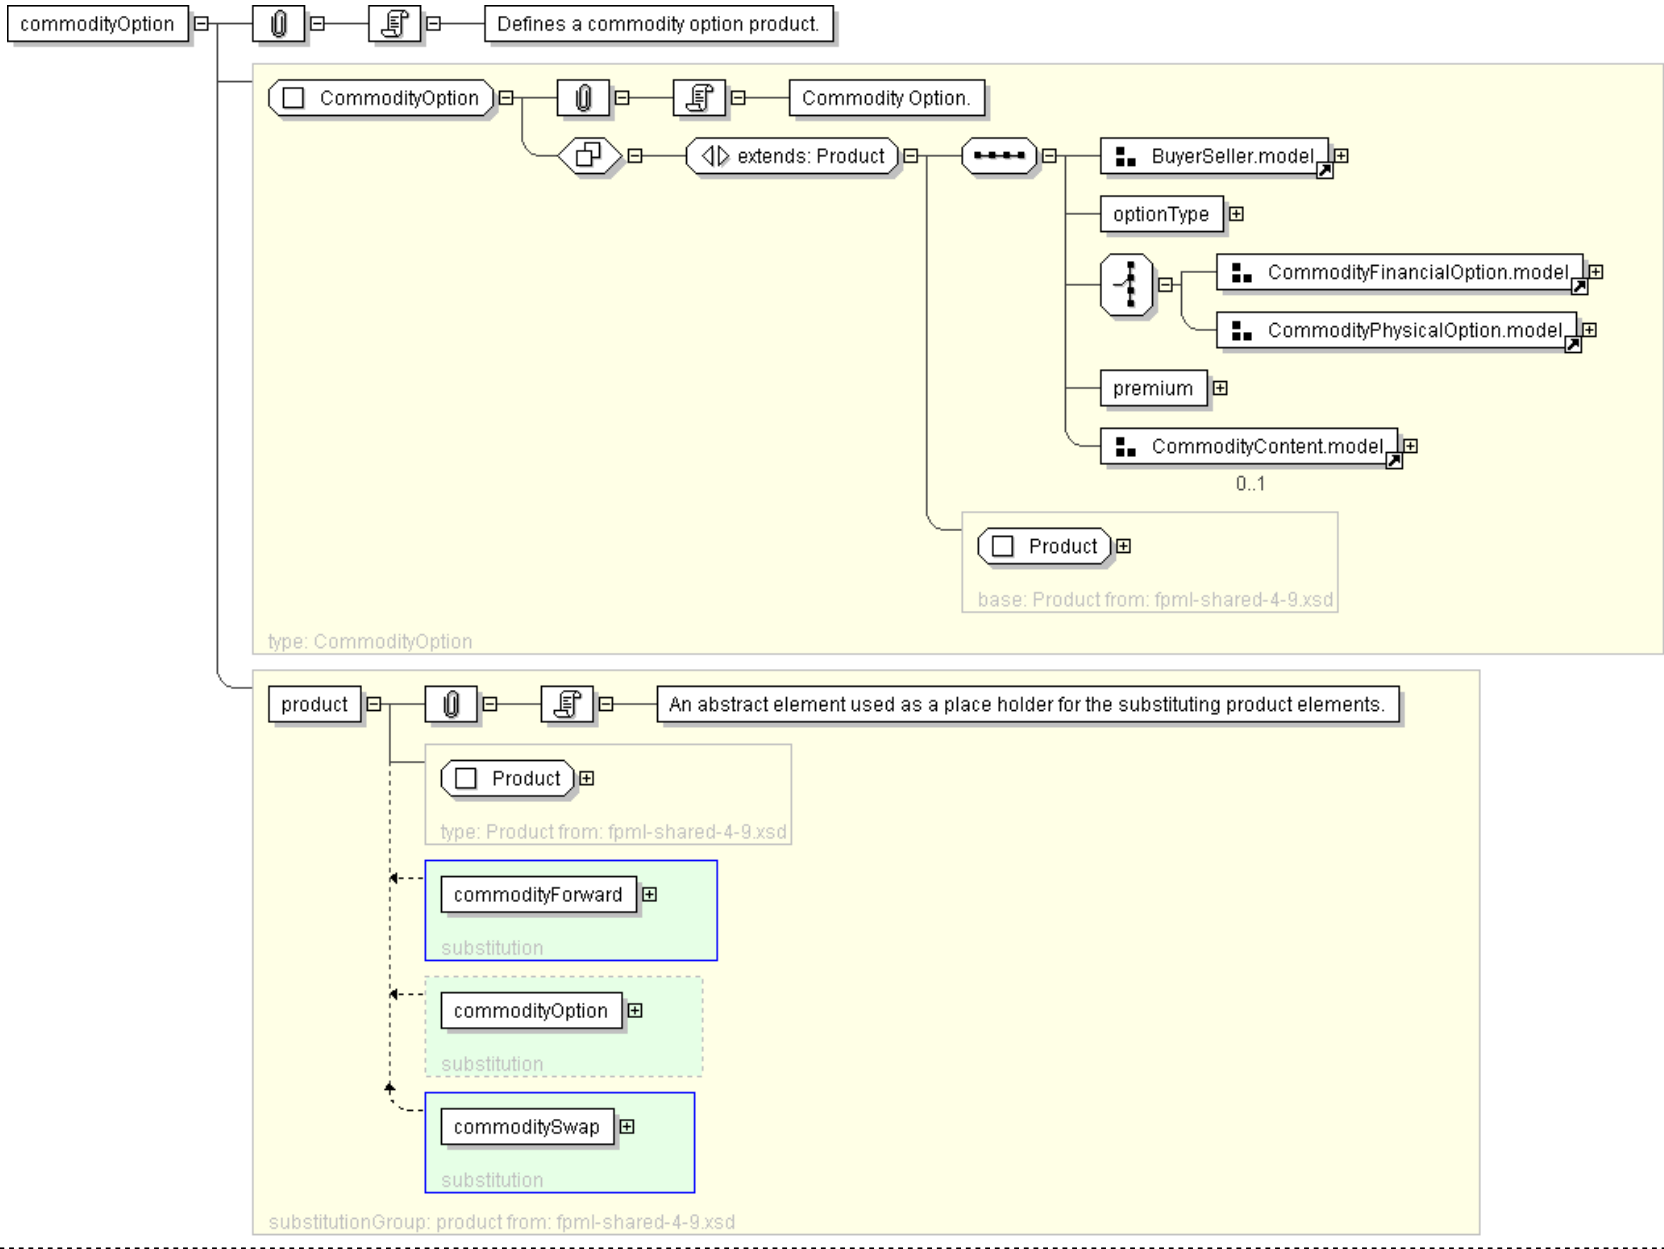 commodityOption
Defines a commodity option product.
CommodityOption
Commodity Option.
extends: Product
BuyerSeller.model
optionType
CommodityFinancialOption.model
CommodityPhysicalOption.model
premium
CommodityContent.model
0..1
Product
base: Product from: fpml-shared-4-9.xsd
type: CommodityOption
product
An abstract element used as a place holder for the substituting product elements.
Product
type: Product from: fpml-shared-4-9.xsd
commodityForward
substitution
commodityOption
substitution
commoditySwap
substitution
substitutionGroup: product from: fpml-shared-4-9.xsd